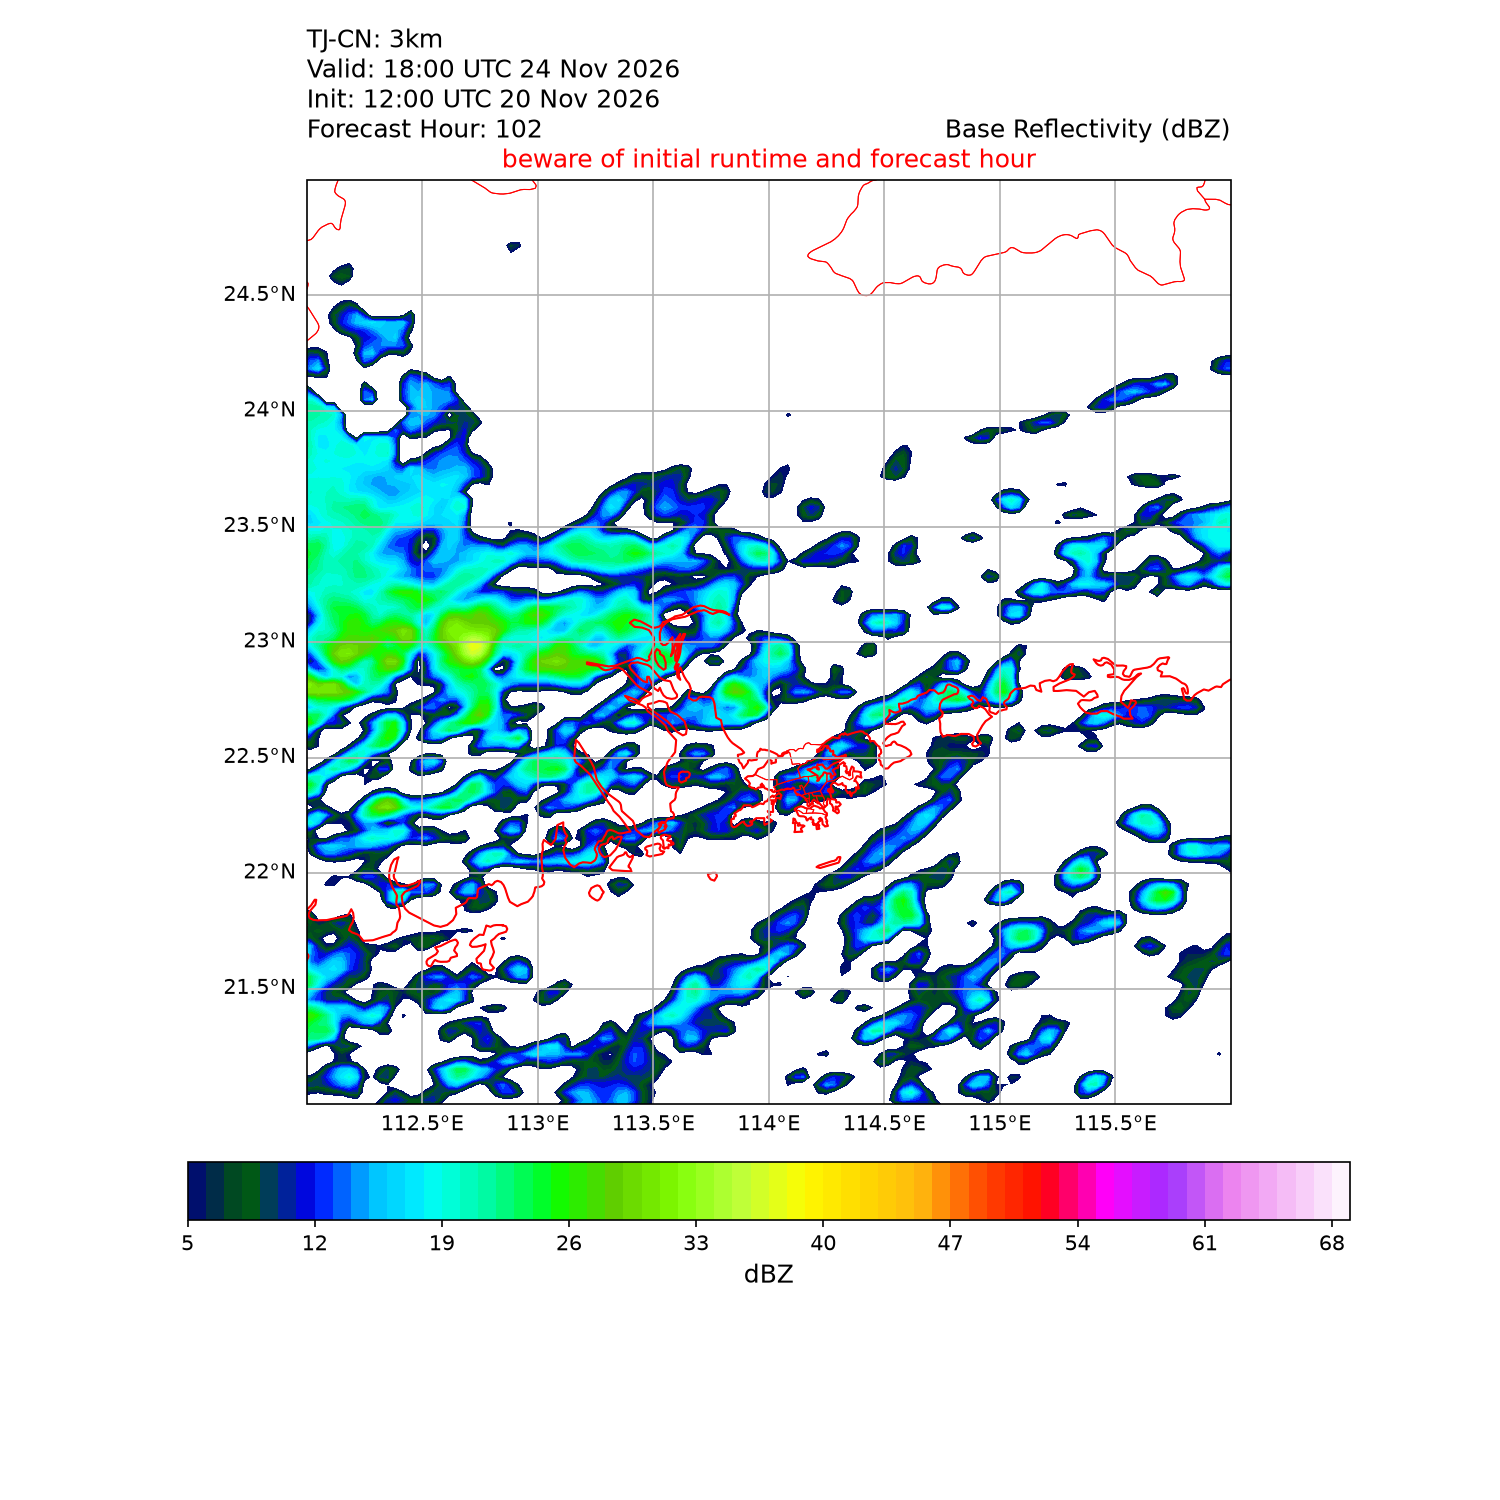 TJ-CN: 3km
Valid: 18:00 UTC 24 Nov 2026
Init: 12:00 UTC 20 Nov 2026
Forecast Hour: 102
Base Reflectivity (dBZ)
beware of initial runtime and forecast hour
24.5°N
24°N
23.5°N
23°N
22.5°N
22°N
21.5°N
112.5°E 113°E 113.5°E 114°E 114.5°E 115°E 115.5°E
5 12 19 26 33 40 47 54 61 68
dBZ